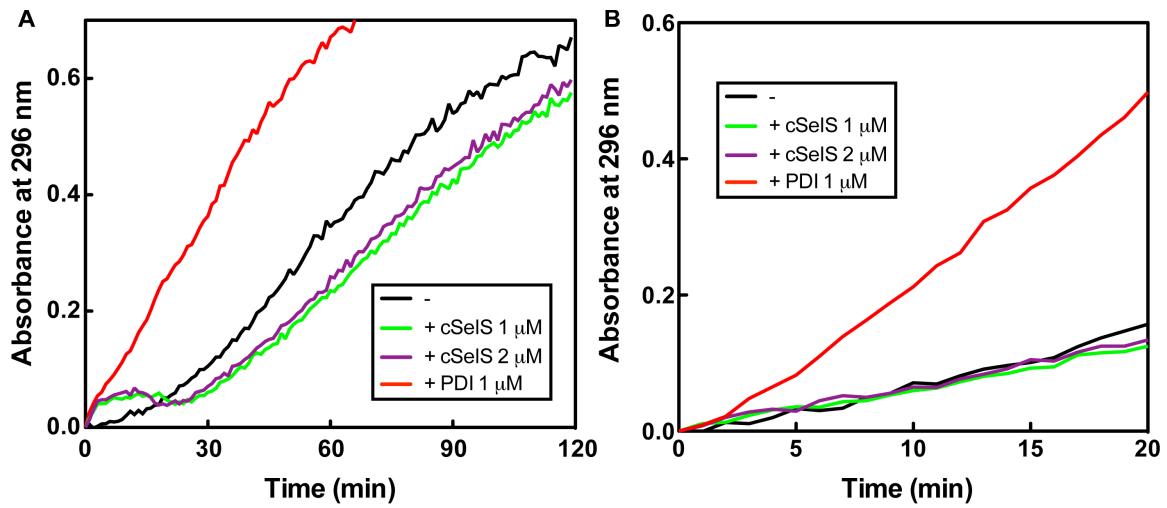 A
Absorbance at 296 nm
0.6
0.4
0.2
0.0
0
30
60
90
120
Time (min)
-
+ cSelS 1 μM
+ cSelS 2 μM
+ PDI 1 μM
B
Absorbance at 296 nm
0.6
0.4
0.2
0.0
0
5
10
15
20
Time (min)
-
+ cSelS 1 μM
+ cSelS 2 μM
+ PDI 1 μM